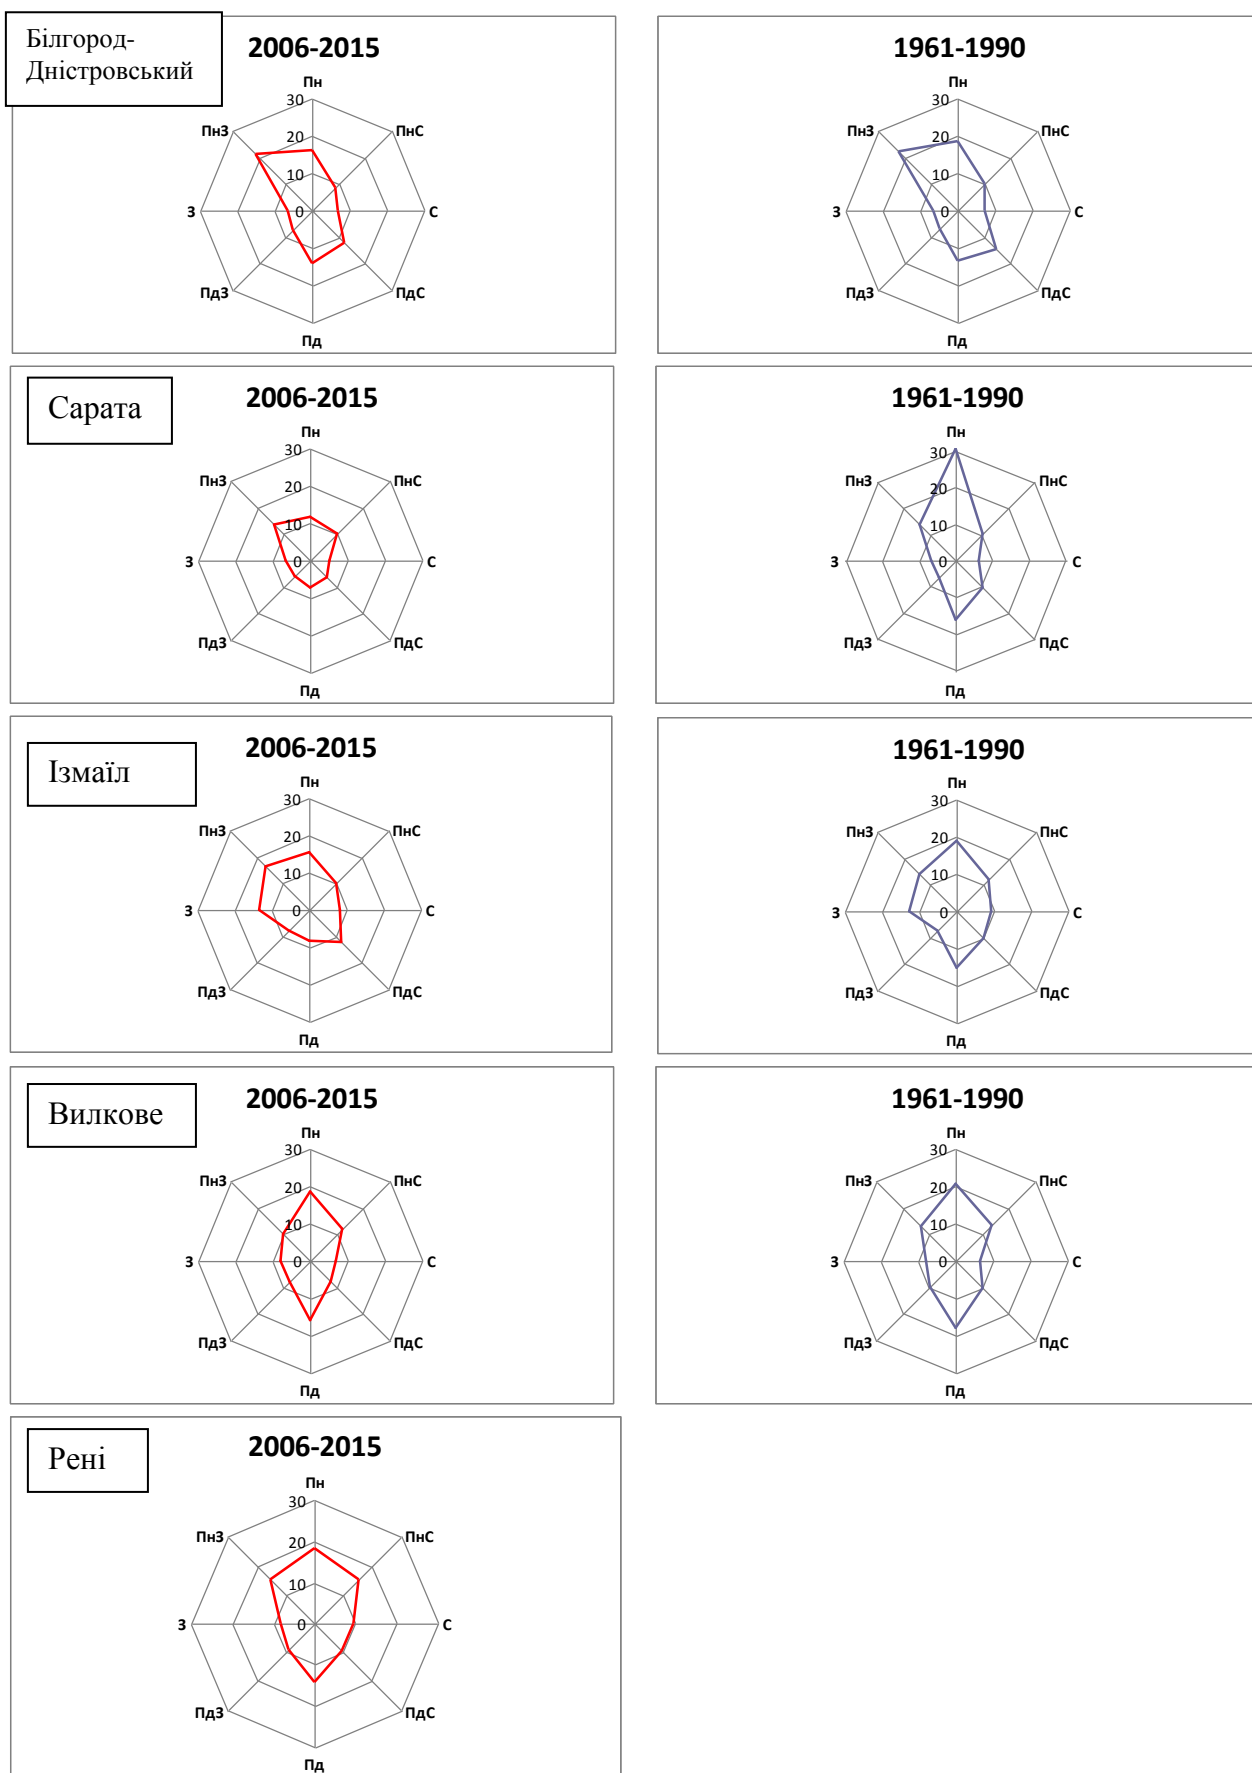 Білгород-
Дністровський
2006-2015
Пн
30
ПнЗ
ПнС
20
10
З
0
С
ПдЗ
ПдС
Пд
1961-1990
Пн
30
ПнЗ
ПнС
20
10
З
0
С
ПдЗ
ПдС
Пд
Сарата
2006-2015
Пн
30
ПнЗ
ПнС
20
10
З
0
С
ПдЗ
ПдС
Пд
1961-1990
Пн
30
ПнЗ
ПнС
20
10
З
0
С
ПдЗ
ПдС
Пд
Ізмаїл
2006-2015
Пн
30
ПнЗ
ПнС
20
10
З
0
С
ПдЗ
ПдС
Пд
1961-1990
Пн
30
ПнЗ
ПнС
20
10
З
0
С
ПдЗ
ПдС
Пд
Вилкове
2006-2015
Пн
30
ПнЗ
ПнС
20
10
З
0
С
ПдЗ
ПдС
Пд
1961-1990
Пн
30
ПнЗ
ПнС
20
10
З
0
С
ПдЗ
ПдС
Пд
Рені
2006-2015
Пн
30
ПнЗ
ПнС
20
10
З
0
С
ПдЗ
ПдС
Пд